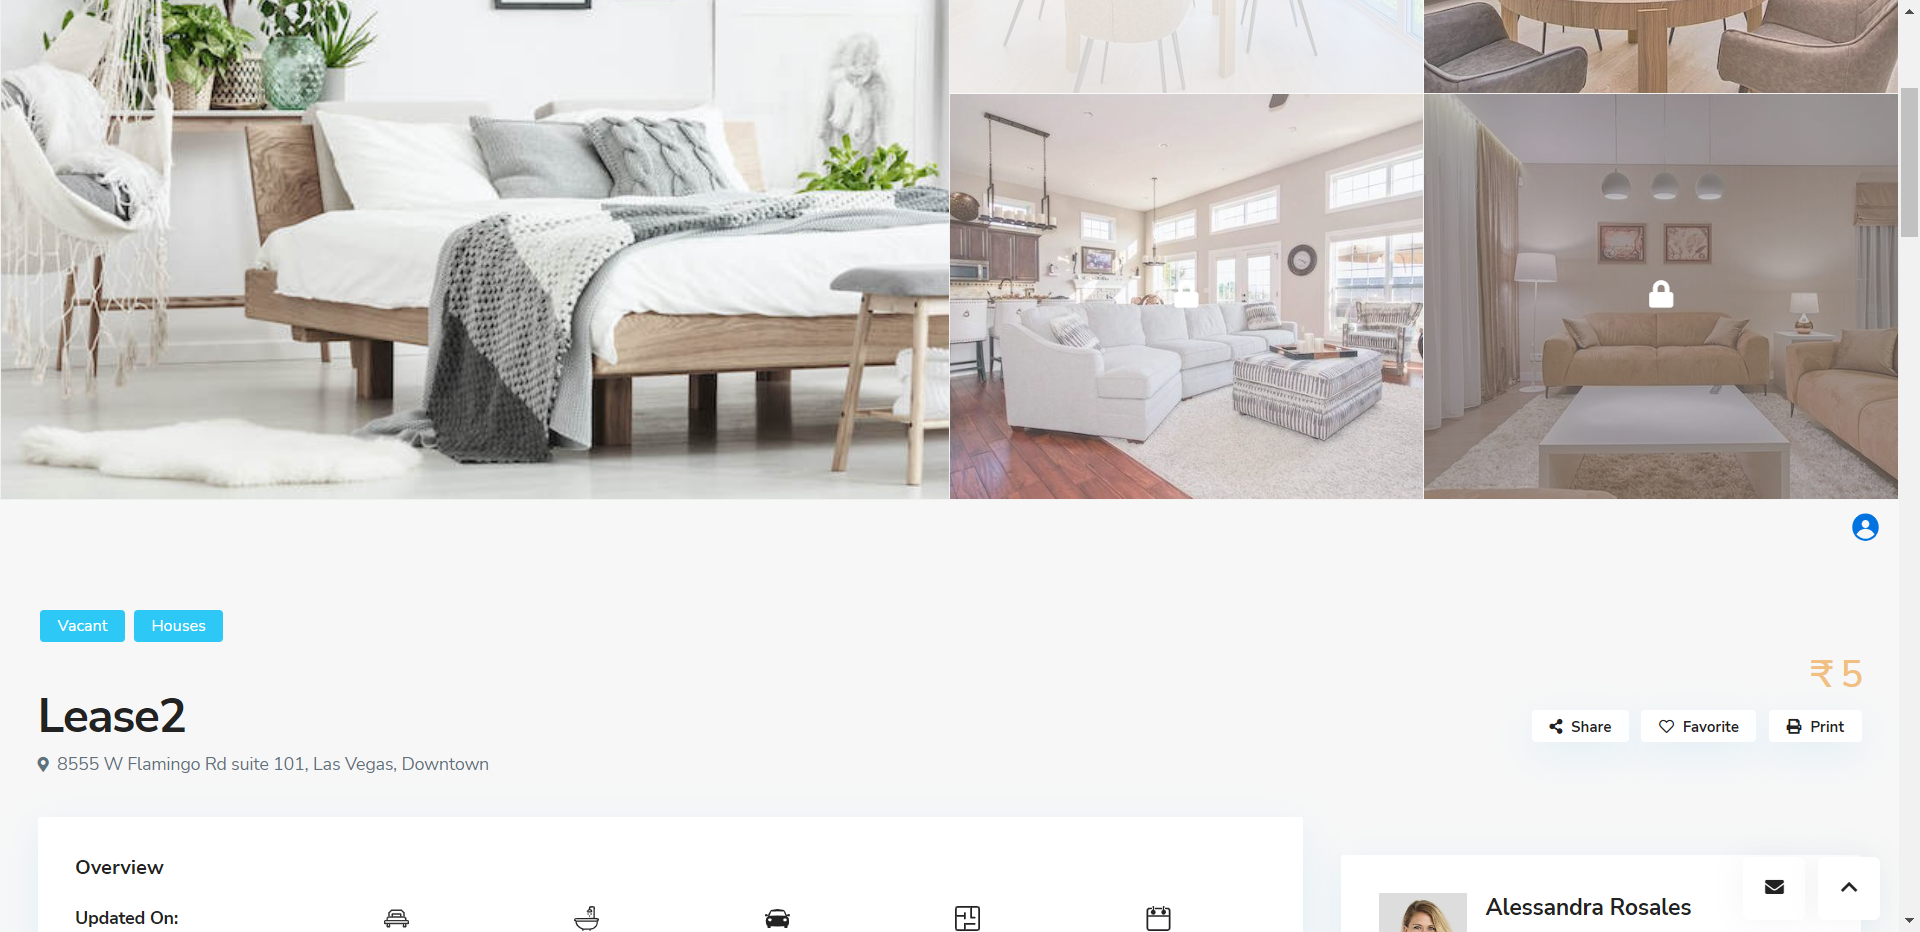 Vacant
Houses
₹ 5
Lease2
Share
Favorite
Print
8555 W Flamingo Rd suite 101, Las Vegas, Downtown
Overview
Updated On:
Alessandra Rosales